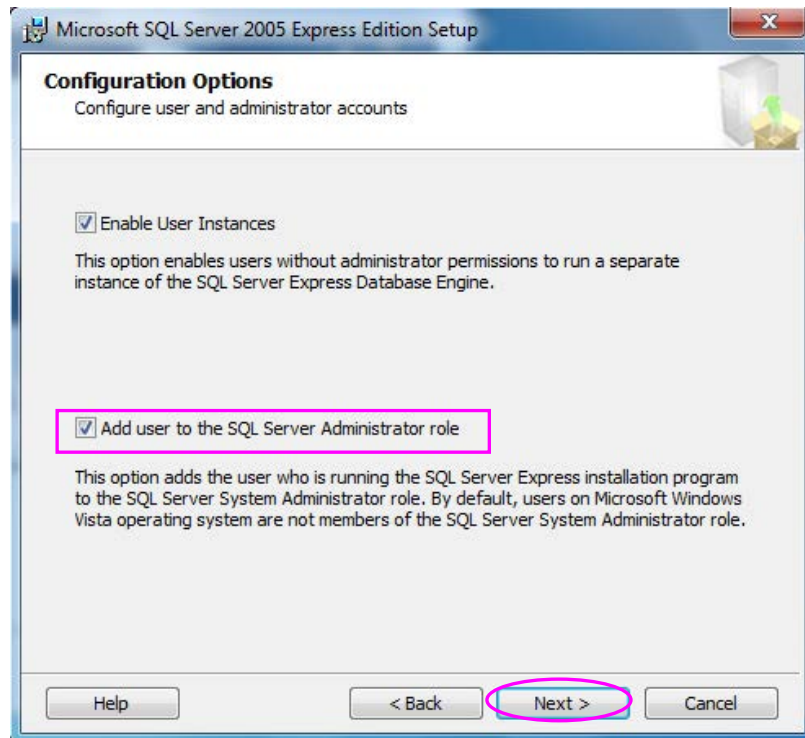 Microsoft SQL Server 2005 Express Edition Setup
Configuration Options
Configure user and administrator accounts
Enable User Instances
This option enables users without administrator permissions to run a separate
instance of the SQL Server Express Database Engine.
Add user to the SQL Server Administrator role
This option adds the user who is running the SQL Server Express installation program
to the SQL Server System Administrator role. By default, users on Microsoft Windows
Vista operating system are not members of the SQL Server System Administrator role.
Help
< Back
Next >
Cancel